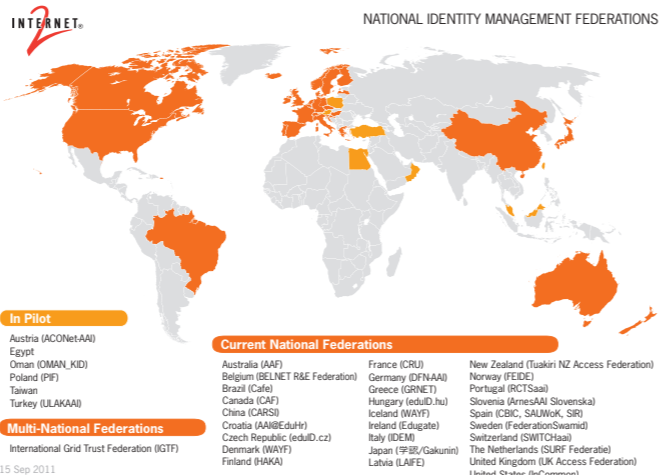 INTERNET®
2
NATIONAL IDENTITY MANAGEMENT FEDERATIONS
In Pilot
Austria (ACONet-AAI)
Egypt
Oman (OMAN_KID)
Poland (PIF)
Taiwan
Turkey (ULAKAAI)
Multi-National Federations
International Grid Trust Federation (IGTF)
15 Sep 2011
Current National Federations
Australia (AAF)
Belgium (BELNET R&E Federation)
Brazil (Cafe)
Canada (CAF)
China (CARSI)
Croatia (AAI@EduHr)
Czech Republic (eduID.cz)
Denmark (WAYF)
Finland (HAKA)
France (CRU)
Germany (DFN-AAI)
Greece (GRNET)
Hungary (eduID.hu)
Iceland (WAYF)
Ireland (Edugate)
Italy (IDEM)
Japan (学認/Gakunin)
Latvia (LAIFE)
New Zealand (Tuakiri NZ Access Federation)
Norway (FEIDE)
Portugal (RCTSaai)
Slovenia (ArnesAAI Slovenska)
Spain (CBIC, SAUWoK, SIR)
Sweden (FederationSwamid)
Switzerland (SWITCHaai)
The Netherlands (SURF Federatie)
United Kingdom (UK Access Federation)
United States (InCommon)